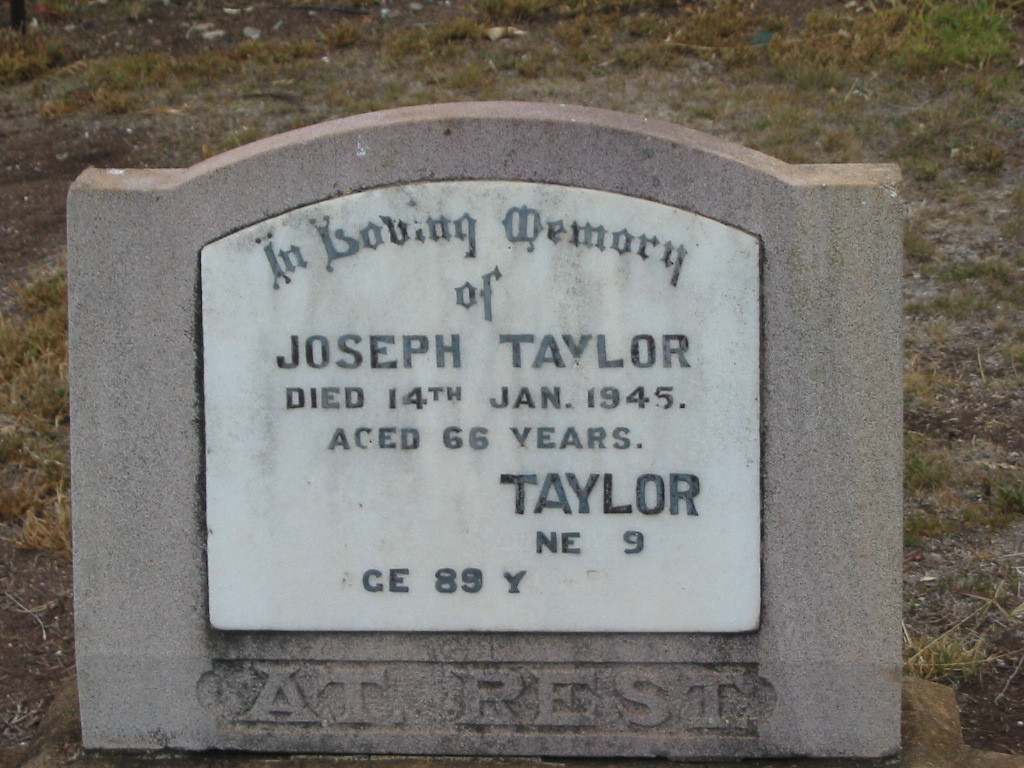 In Loving Memory
of
JOSEPH TAYLOR
DIED 14TH JAN. 1945.
AGED 66 YEARS.
TAYLOR
NE 9
GE 89 Y
AT REST